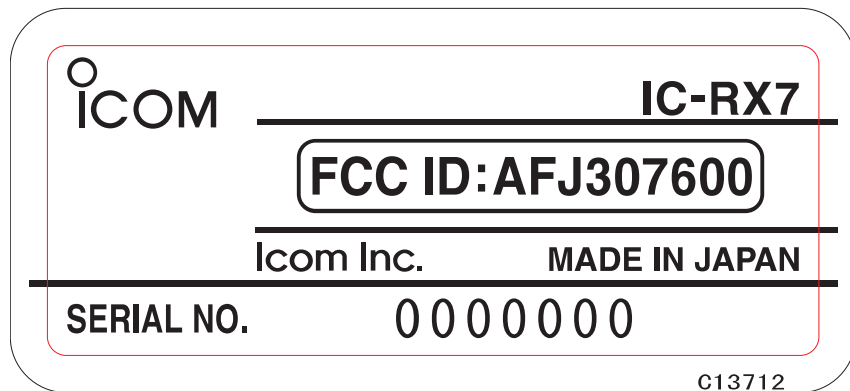 ICOM
IC-RX7
FCC ID:AFJ307600
Icom Inc. MADE IN JAPAN
SERIAL NO. 0000000
C13712